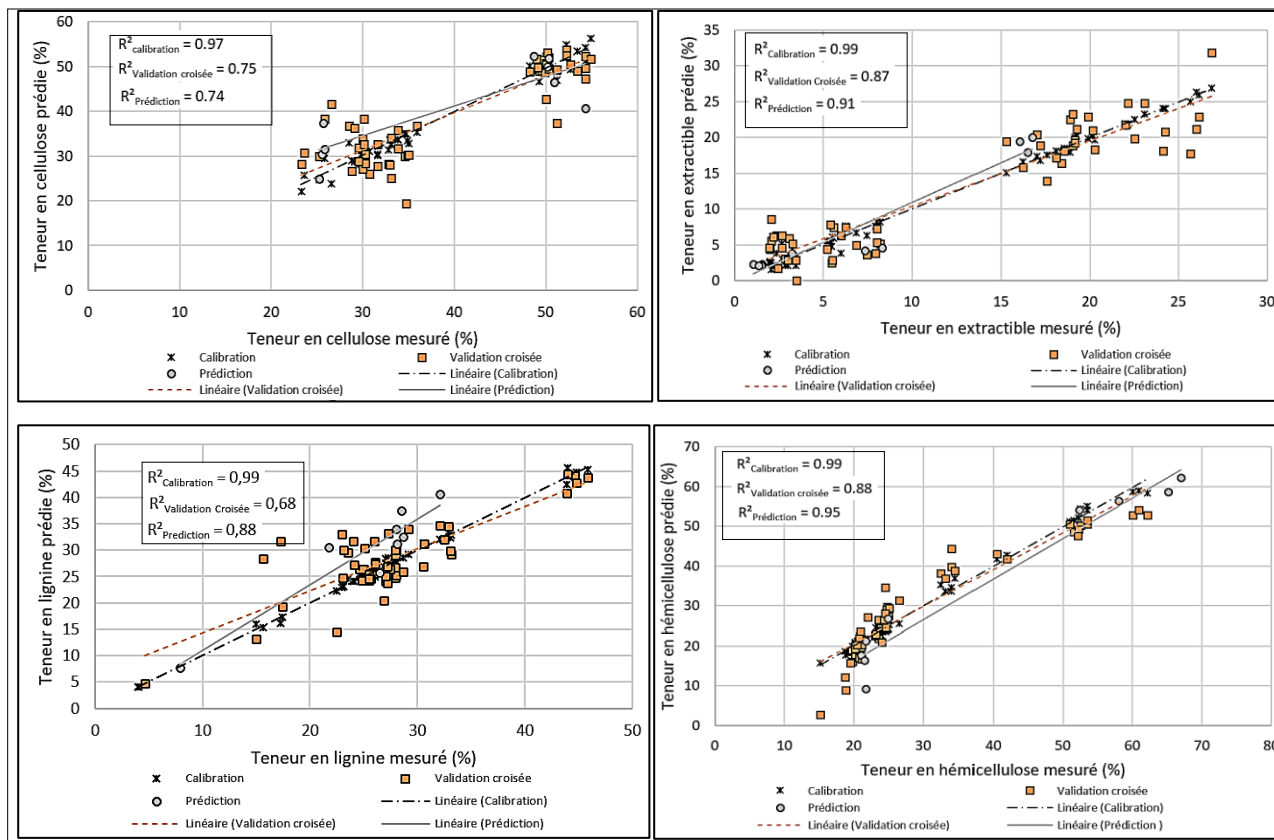 R²calibration = 0.97
R²Validation croisée = 0.75
R²Prédiction = 0.74
Teneur en cellulose prédie (%)
60
50
40
30
20
10
0
0 10 20 30 40 50 60
Teneur en cellulose mesuré (%)
Calibration Validation croisée
Prédiction Linéaire (Calibration)
Linéaire (Validation croisée) Linéaire (Prédiction)
R²Calibration = 0.99
R²Validation Croisée = 0.87
R²Prédiction = 0.91
Teneur en extractible prédie (%)
35
30
25
20
15
10
5
0
0 5 10 15 20 25 30
Teneur en extractible mesuré (%)
Calibration Validation croisée
Prédiction Linéaire (Calibration)
Linéaire (Validation croisée) Linéaire (Prédiction)
R²Calibration = 0,99
R²Validation Croisée = 0,68
R²Prediction = 0,88
Teneur en lignine prédie (%)
50
45
40
35
30
25
20
15
10
5
0
0 10 20 30 40 50
Teneur en lignine mesuré (%)
Calibration Validation croisée
Prédiction Linéaire (Calibration)
Linéaire (Validation croisée) Linéaire (Prédiction)
R²Calibration = 0.99
R²Validation croisée = 0.88
R²Prédiction = 0.95
Teneur en hémicellulose prédie (%)
70
60
50
40
30
20
10
0
0 10 20 30 40 50 60 70 80
Teneur en hémicellulose mesuré (%)
Calibration Validation croisée
Prédiction Linéaire (Calibration)
Linéaire (Validation croisée) Linéaire (Prédiction )